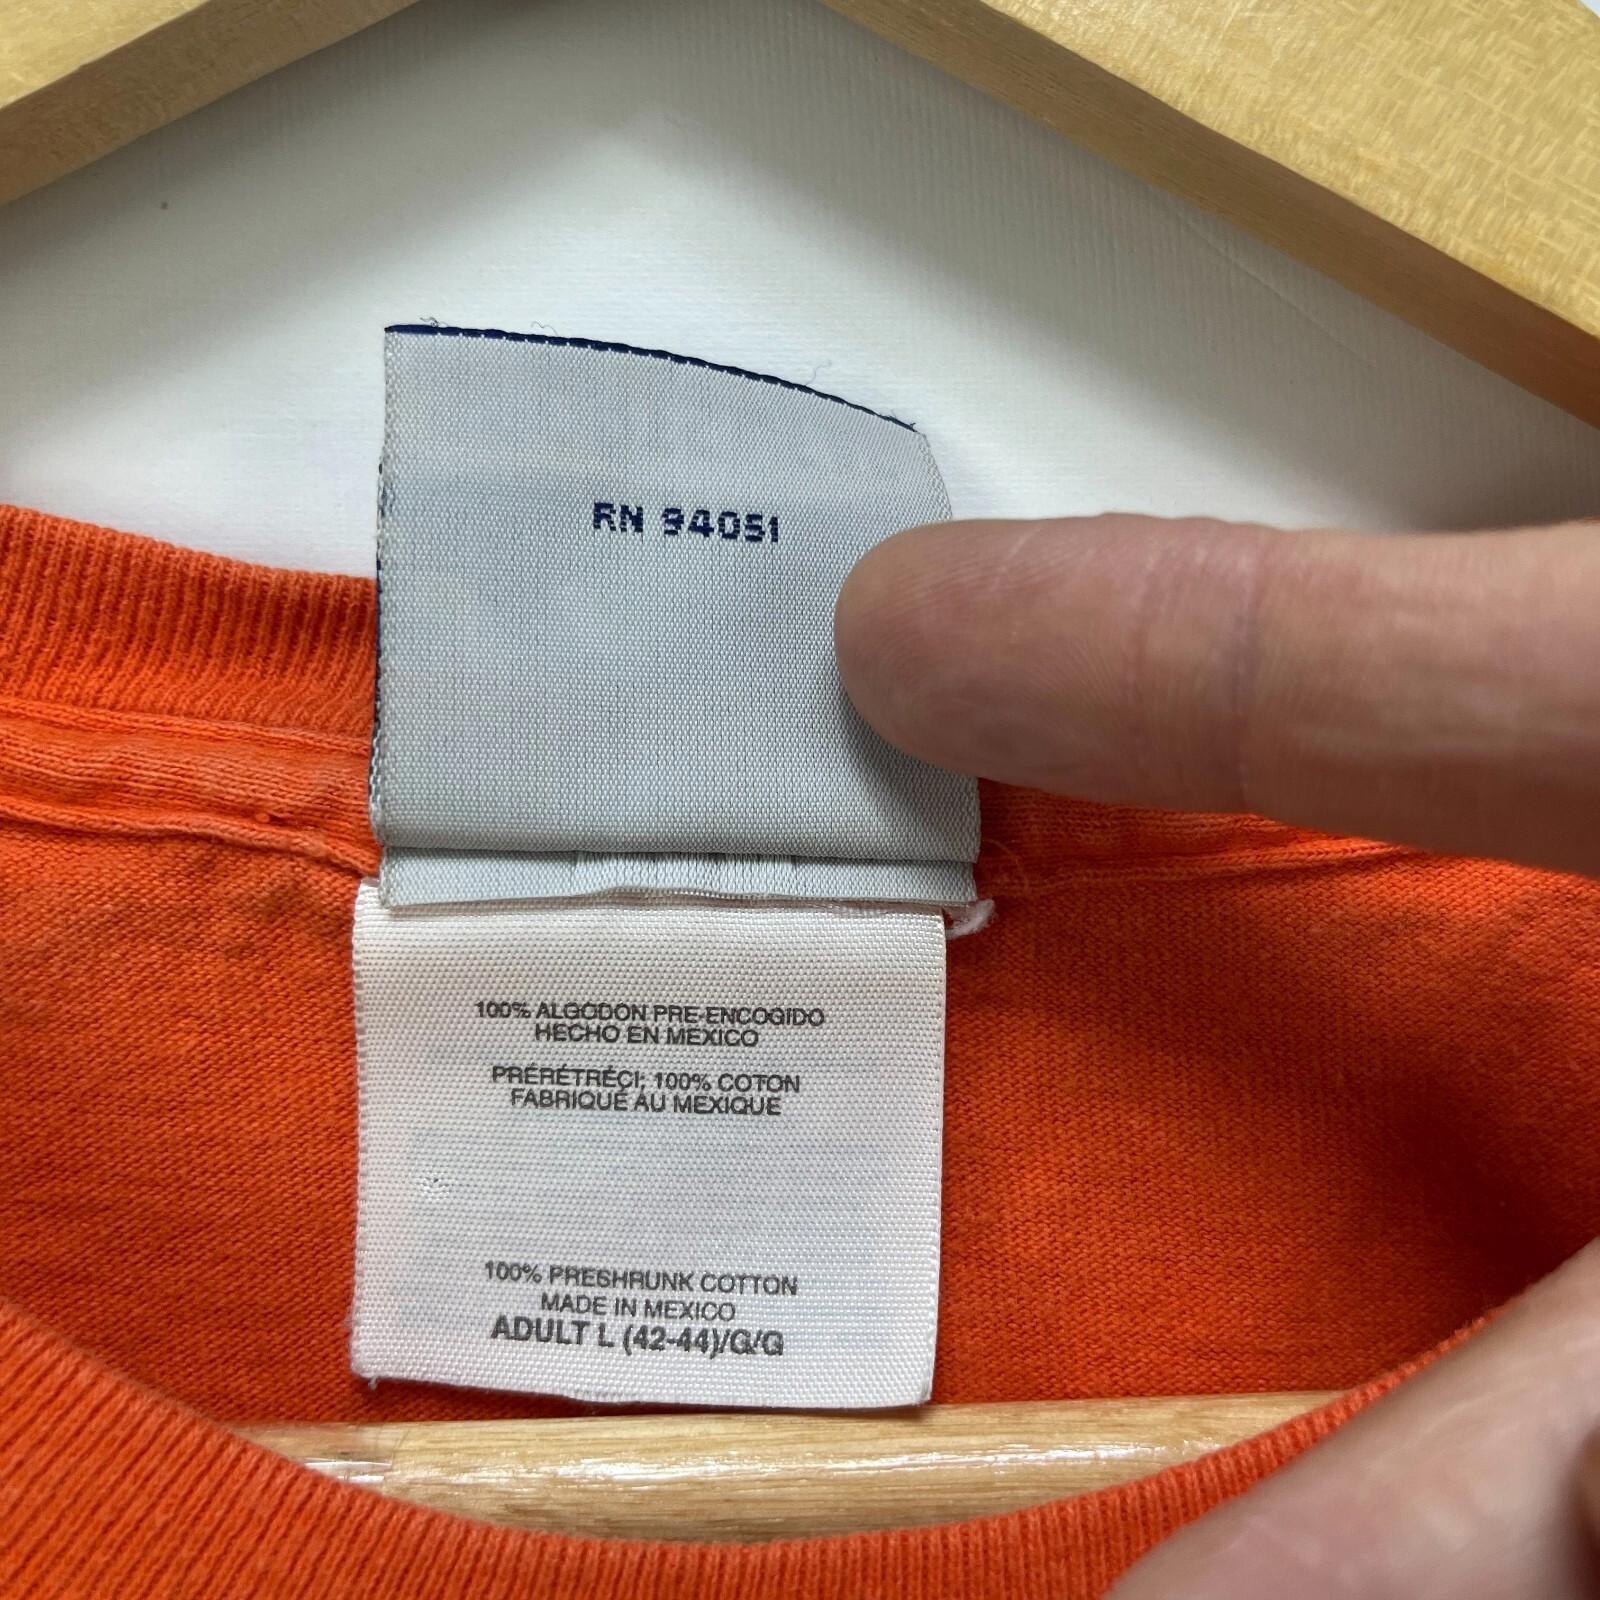 RN 94051
100% ALGODON PRE-ENCOGIDO
HECHO EN MEXICO
PRÉRÉTRÉCI; 100% COTON
FABRIQUÉ AU MEXIQUE
100% PRESHRUNK COTTON
MADE IN MEXICO
ADULT L (42-44)/G/G